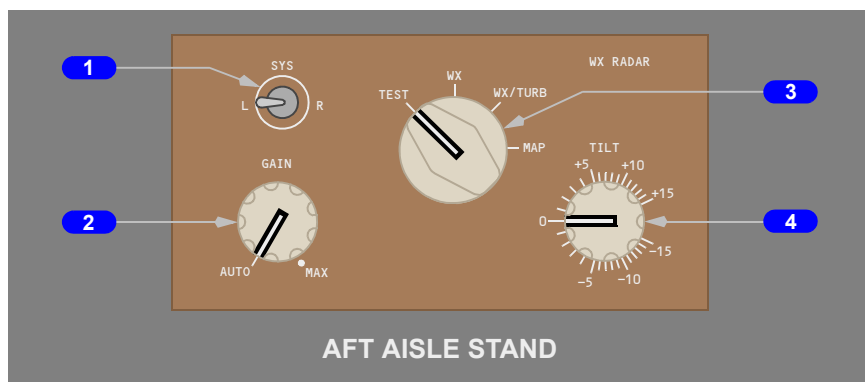 1
SYS
L
R
WX RADAR
WX
TEST
WX/TURB
MAP
3
GAIN
AUTO
MAX
2
TILT
+5
+10
+15
0
-15
-10
-5
4
AFT AISLE STAND